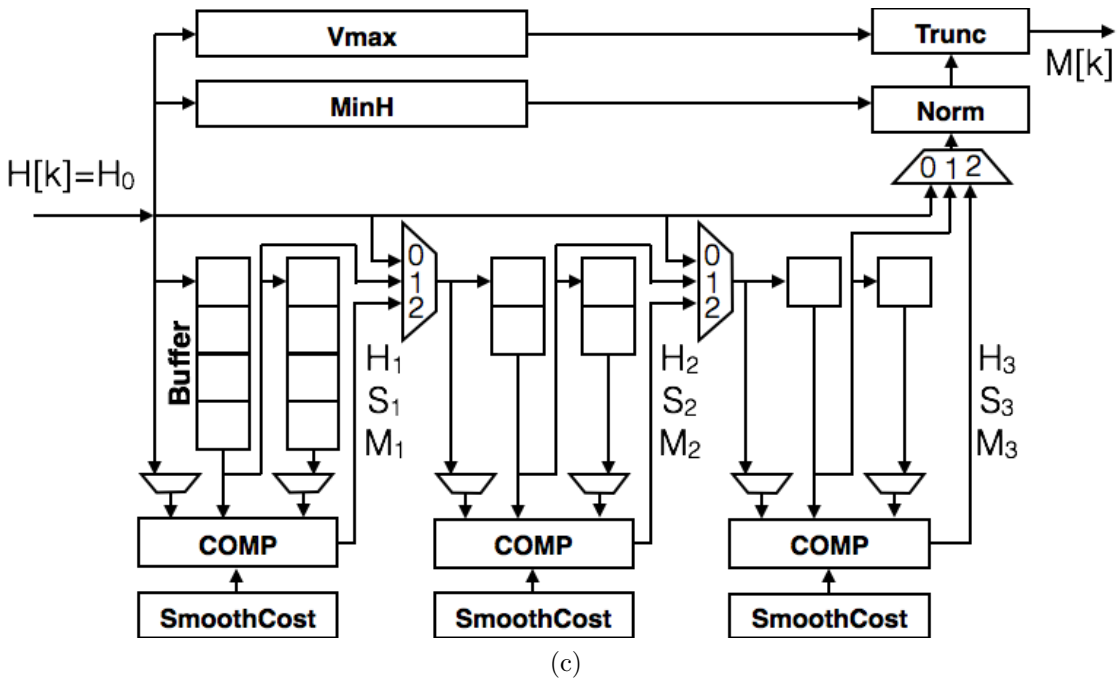 Vmax
Trunc
M[k]
MinH
Norm
H[k]=H₀
0 1 2
0
1
2
0
1
2
Buffer
H₁
S₁
M₁
H₂
S₂
M₂
H₃
S₃
M₃
COMP
COMP
COMP
SmoothCost
SmoothCost
SmoothCost
(c)